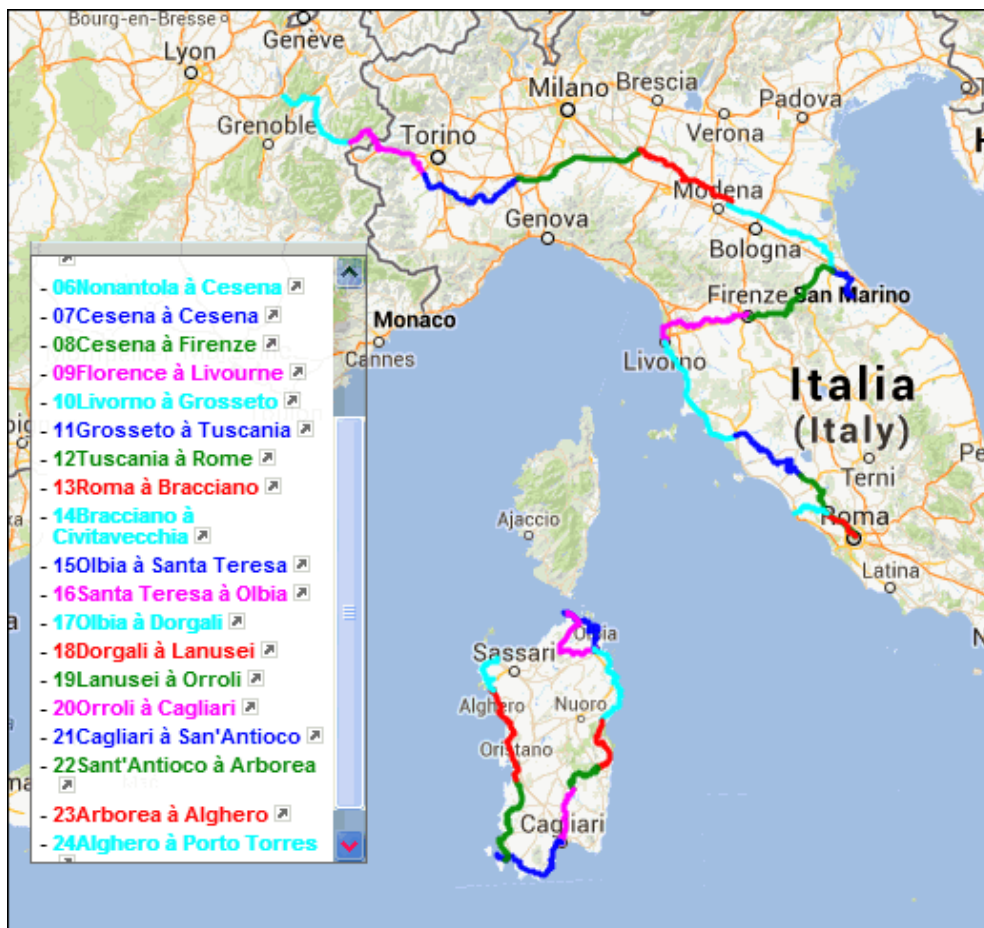 Bourg-en-Bresse
Genève
Lyon
Milano
Brescia
Padova
Verona
Grenoble
Torino
Modena
Genova
Bologna
Firenze
San Marino
Monaco
Cannes
Livorno
Italia
(Italy)
Terni
Ajaccio
Roma
Latina
Sassari
Alghero
Nuoro
Oristano
Cagliari
- 06Nonantola à Cesena
- 07Cesena à Cesena
- 08Cesena à Firenze
- 09Florence à Livourne
- 10Livorno à Grosseto
- 11Grosseto à Tuscania
- 12Tuscania à Rome
- 13Roma à Bracciano
- 14Bracciano à
Civitavecchia
- 15Olbia à Santa Teresa
- 16Santa Teresa à Olbia
- 17Olbia à Dorgali
- 18Dorgali à Lanusei
- 19Lanusei à Orroli
- 20Orroli à Cagliari
- 21Cagliari à San'Antioco
- 22Sant'Antioco à Arborea
- 23Arborea à Alghero
- 24Alghero à Porto Torres